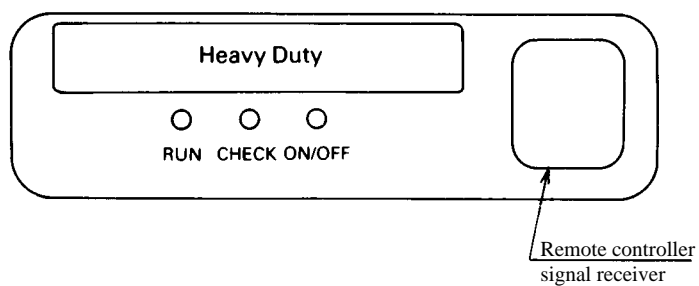 Heavy Duty
RUN CHECK ON/OFF
Remote controller
signal receiver